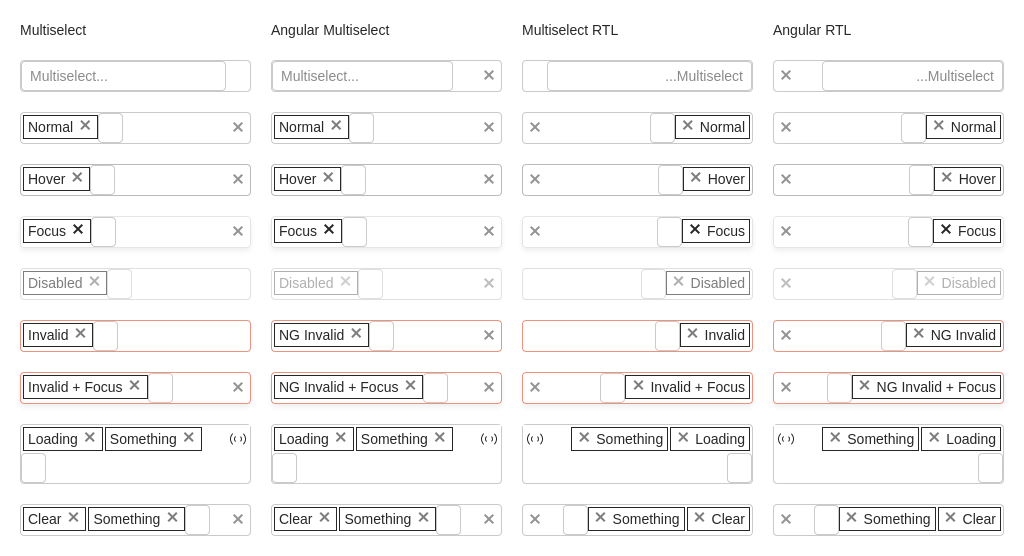 Multiselect Angular Multiselect Multiselect RTL Angular RTL
Multiselect... Multiselect... ...Multiselect ...Multiselect
Normal Normal Normal Normal
Hover Hover Hover Hover
Focus Focus Focus Focus
Disabled Disabled Disabled Disabled
Invalid NG Invalid Invalid NG Invalid
Invalid + Focus NG Invalid + Focus Invalid + Focus NG Invalid + Focus
Loading Something Loading Something Something Loading Something Loading
Clear Something Clear Something Something Clear Something Clear